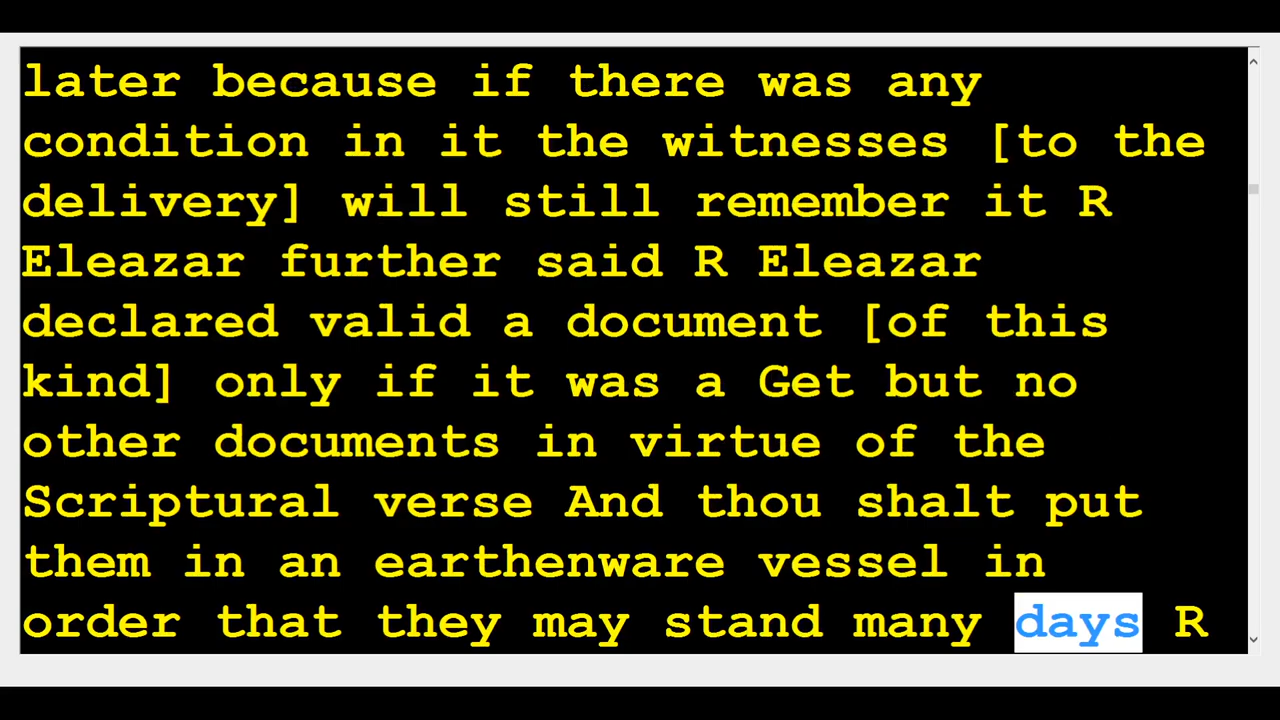 later because if there was any
condition in it the witnesses [to the
delivery] will still remember it R
Eleazar further said R Eleazar
declared valid a document [of this
kind] only if it was a Get but no
other documents in virtue of the
Scriptural verse And thou shalt put
them in an earthenware vessel in
order that they may stand many days R